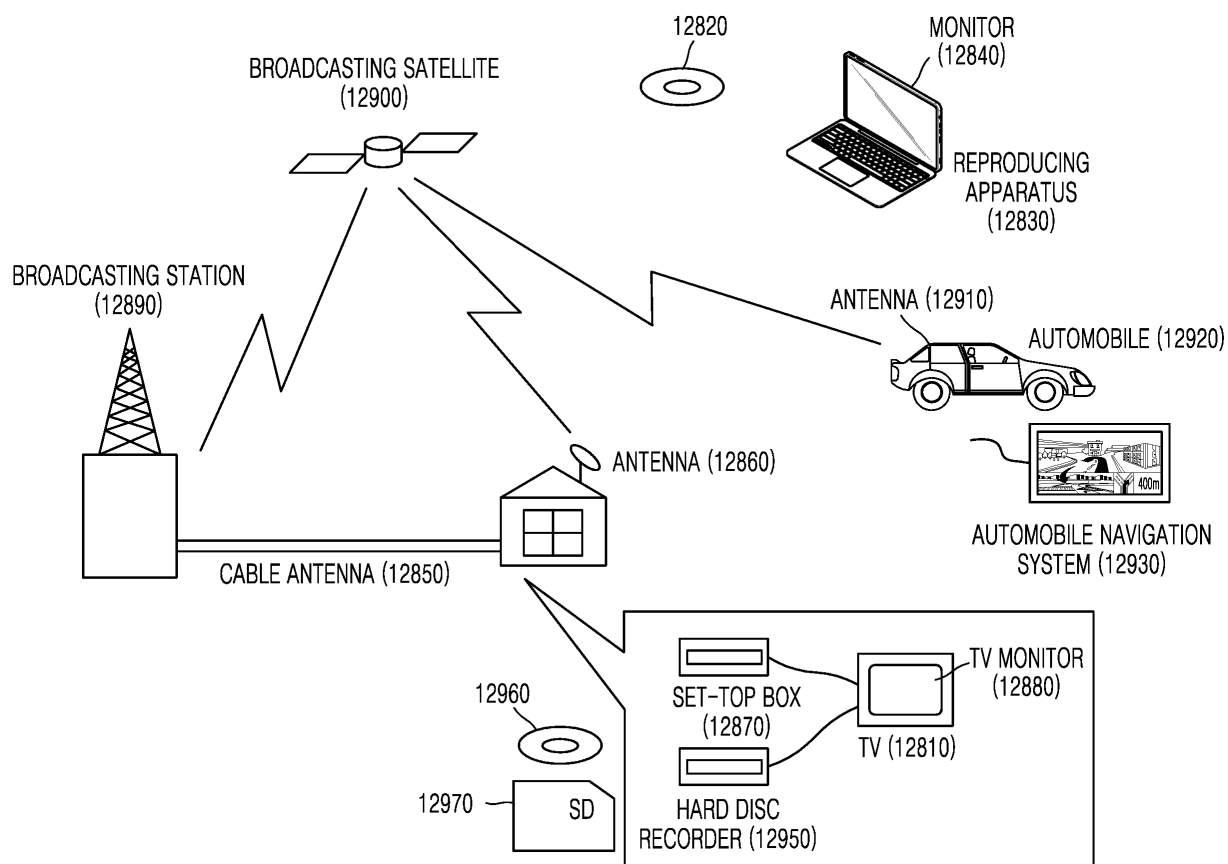 12820
MONITOR
(12840)
BROADCASTING SATELLITE
(12900)
REPRODUCING
APPARATUS
(12830)
BROADCASTING STATION
(12890)
ANTENNA (12910)
AUTOMOBILE (12920)
ANTENNA (12860)
400m
AUTOMOBILE NAVIGATION
SYSTEM (12930)
CABLE ANTENNA (12850)
TV MONITOR
(12880)
12960
SET-TOP BOX
(12870)
TV (12810)
12970
SD
HARD DISC
RECORDER (12950)